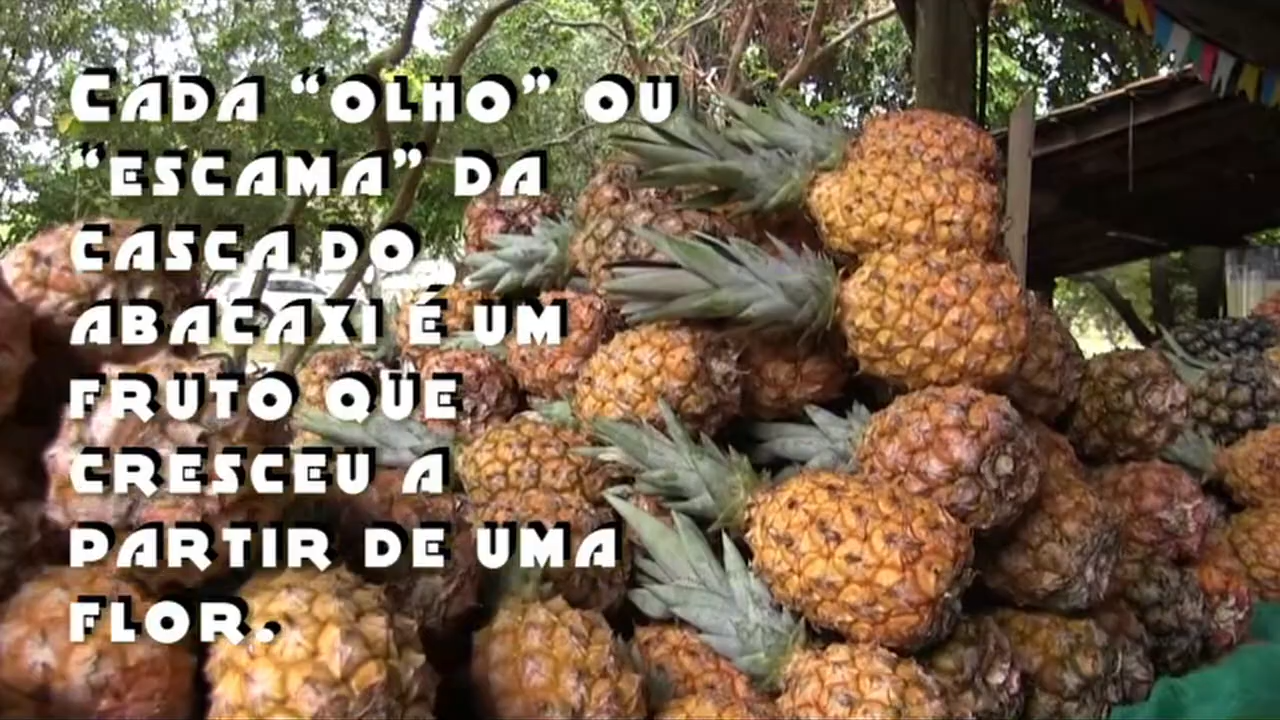 Cada “olho” ou
“escama” da
casca do
abacaxi é um
fruto que
cresceu a
partir de uma
flor.